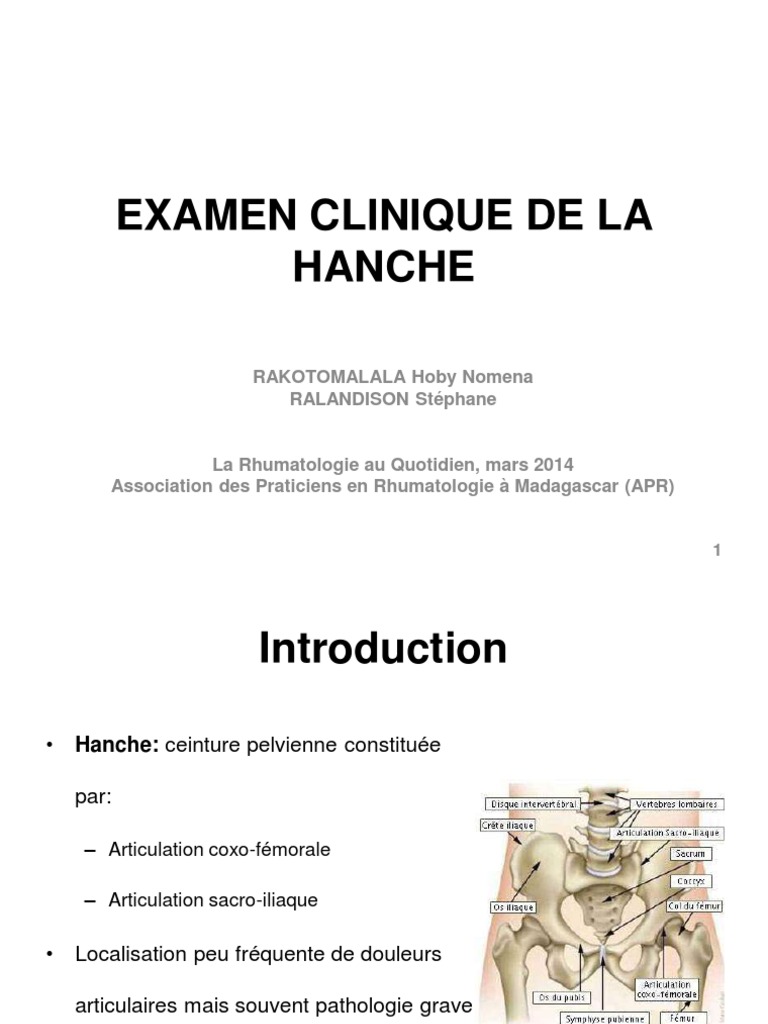 EXAMEN CLINIQUE DE LA
HANCHE
RAKOTOMALALA Hoby Nomena
RALANDISON Stéphane
La Rhumatologie au Quotidien, mars 2014
Association des Praticiens en Rhumatologie à Madagascar (APR)
1
Introduction
• Hanche: ceinture pelvienne constituée
par:
– Articulation coxo-fémorale
– Articulation sacro-iliaque
• Localisation peu fréquente de douleurs
articulaires mais souvent pathologie grave
Disque intervertébral
Vertebres lombaires
Crête iliaque
Articulation Sacro-iliaque
Sacrum
Coccyx
Os iliaque
Col du fémur
Articulation
coxo-fémorale
Os du pubis
Symphyse pubienne
Fémur